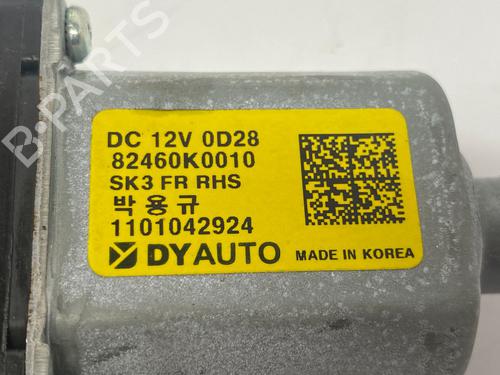 DC 12V 0D28
82460K0010
SK3 FR RHS
박용규
1101042924
DYAUTO MADE IN KOREA
B-PARTS